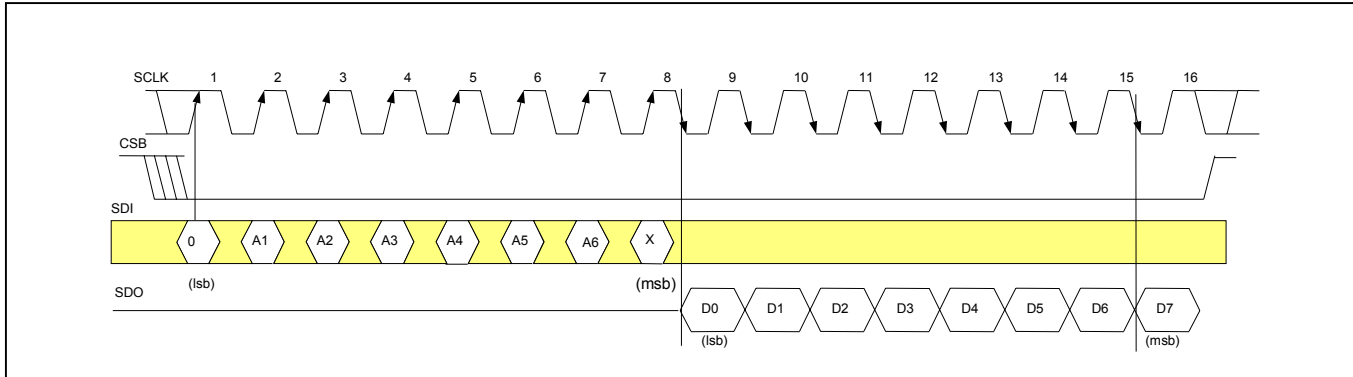 SCLK 1 2 3 4 5 6 7 8 9 10 11 12 13 14 15 16
CSB
SDI
0 A1 A2 A3 A4 A5 A6 X
(lsb) (msb)
SDO
D0 D1 D2 D3 D4 D5 D6 D7
(lsb) (msb)